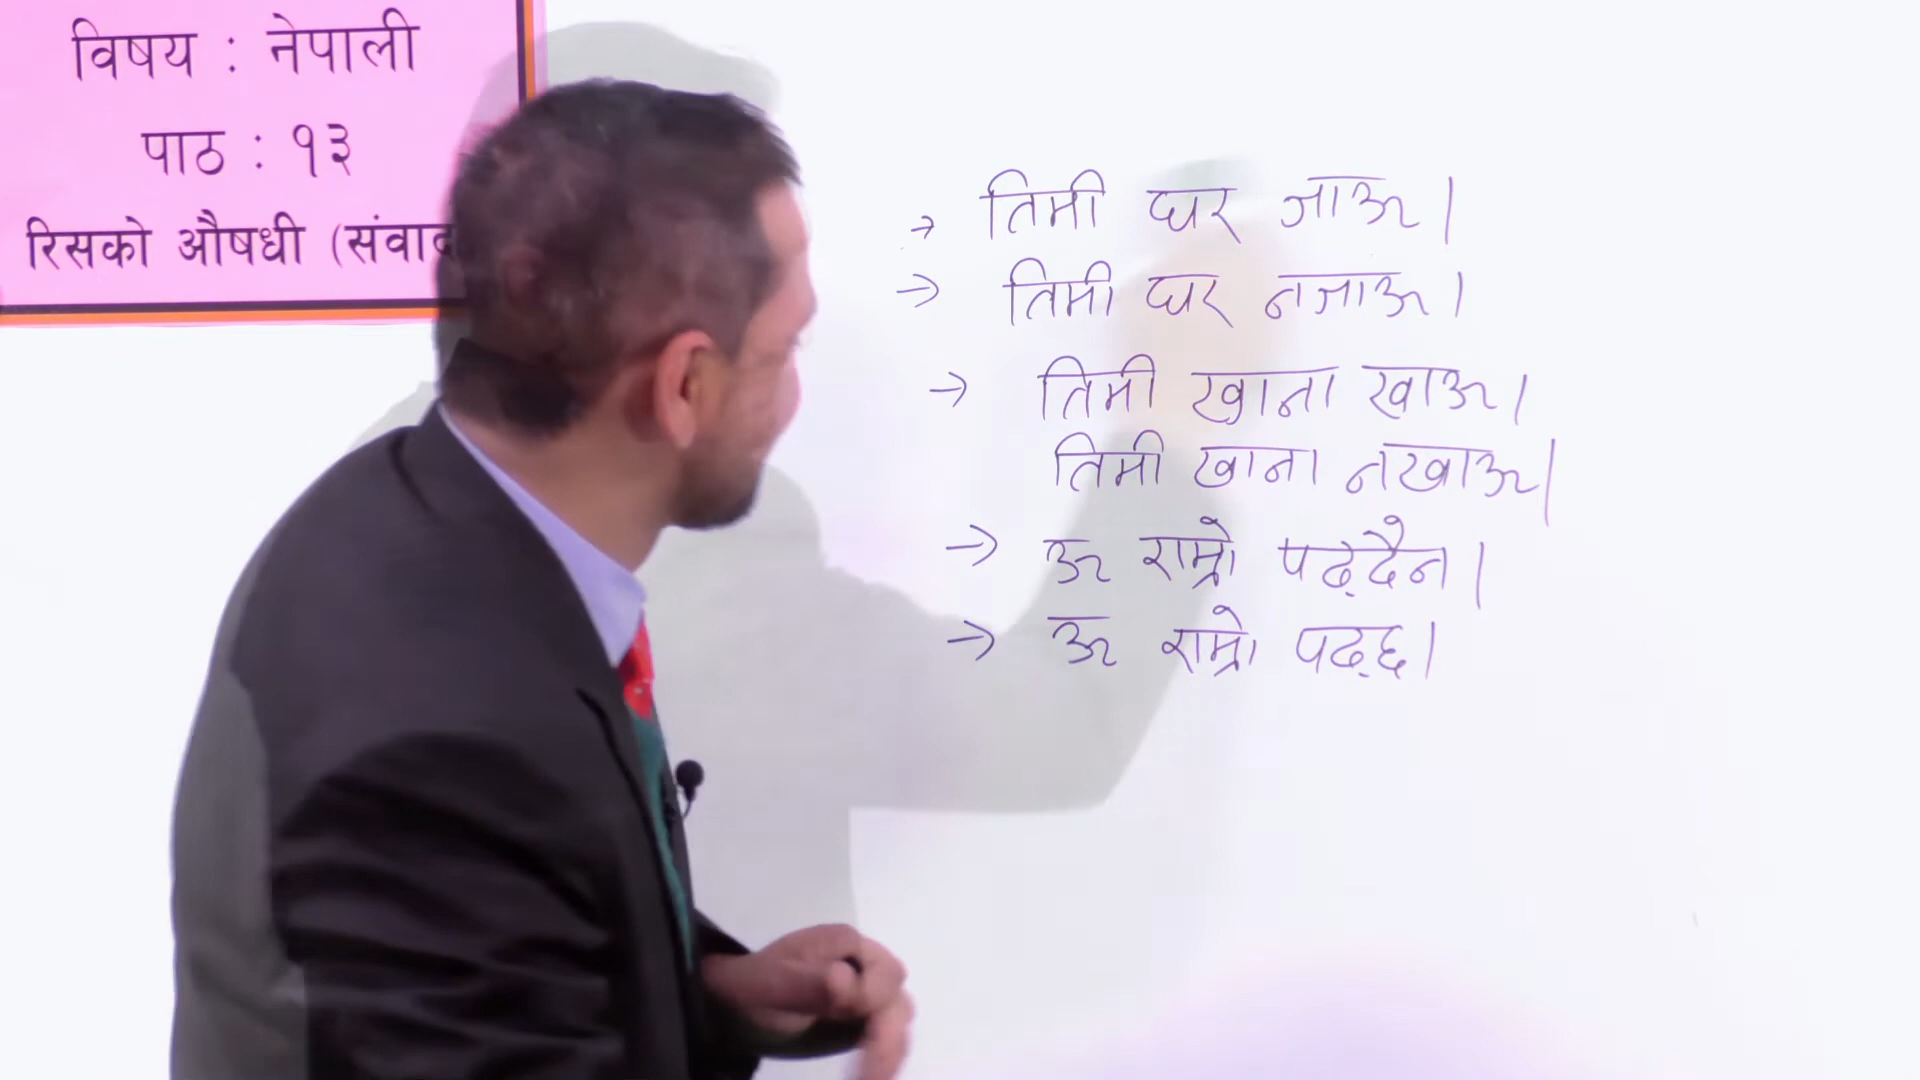 विषय : नेपाली
पाठ : १३
रिसको औषधी (संवाद
→ तिमी घर जाऊ।
→ तिमी घर नजाऊ।
→ तिमी खाना खाऊ।
तिमी खाना नखाऊ।
→ ऊ राम्रो पढ्दैन।
→ ऊ राम्रो पढ्छ।